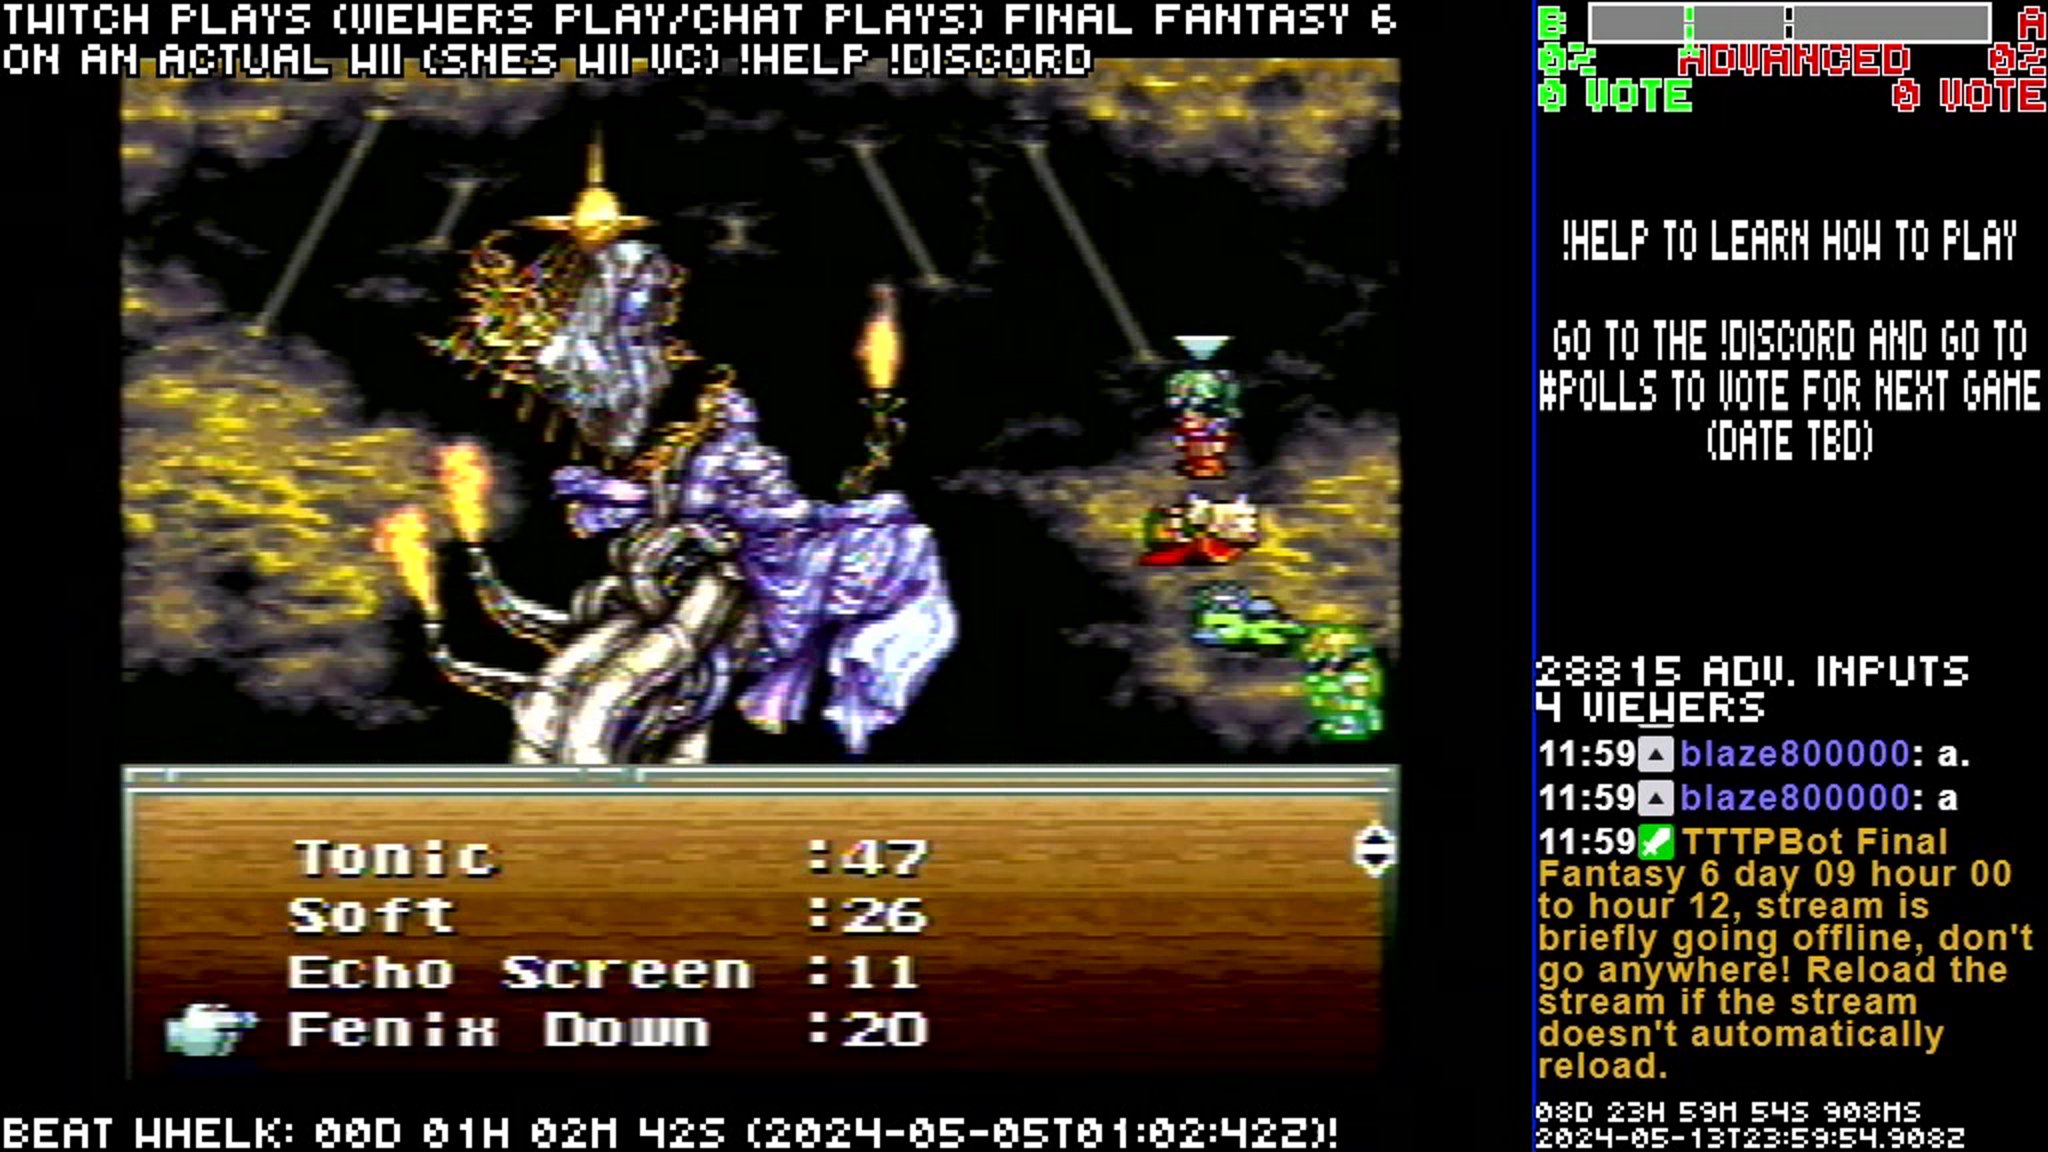 TWITCH PLAYS (VIEWERS PLAY/CHAT PLAYS) FINAL FANTASY 6
ON AN ACTUAL WII (SNES WII VC) !HELP !DISCORD
B A
0% ADVANCED 0%
0 VOTE 0 VOTE
!HELP TO LEARN HOW TO PLAY
GO TO THE !DISCORD AND GO TO
#POLLS TO VOTE FOR NEXT GAME
(DATE TBD)
28815 ADV. INPUTS
4 VIEWERS
11:59 blaze800000: a.
11:59 blaze800000: a
11:59 TTTPBot Final
Fantasy 6 day 09 hour 00
to hour 12, stream is
briefly going offline, don't
go anywhere! Reload the
stream if the stream
doesn't automatically
reload.
08D 23H 59M 54S 908MS
2024-05-13T23:59:54.908Z
Tonic :47
Soft :26
Echo Screen :11
Fenix Down :20
BEAT WHELK: 00D 01H 02M 42S (2024-05-05T01:02:42Z)!